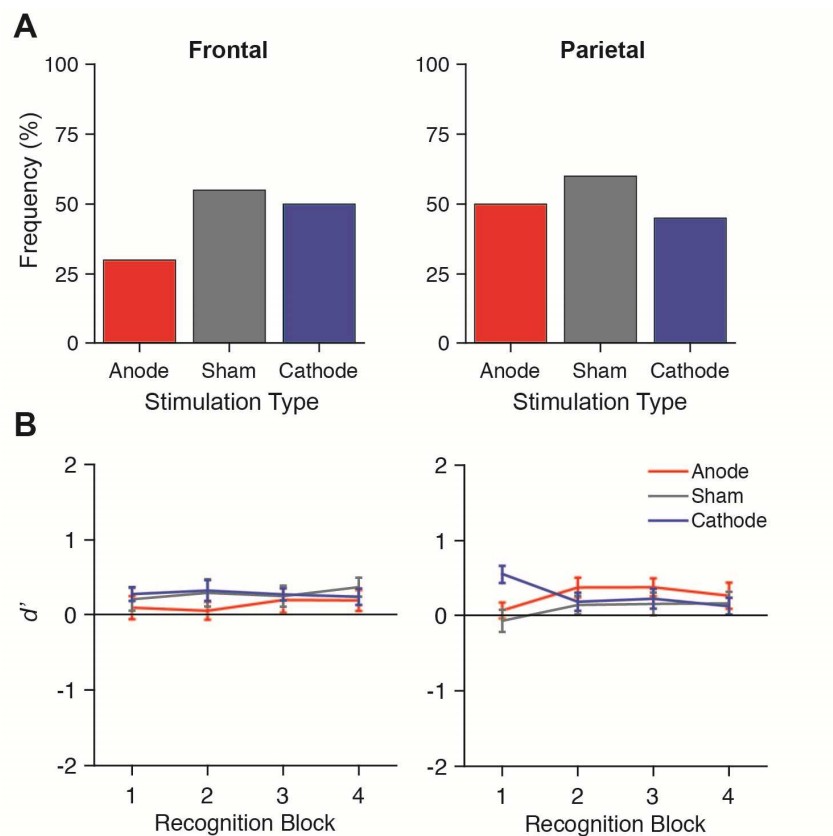 A
Frontal
Parietal
Frequency (%)
100
75
50
25
0
100
75
50
25
0
Anode Sham Cathode
Anode Sham Cathode
Stimulation Type
Stimulation Type
B
d'
2
1
0
-1
-2
2
1
0
-1
-2
Anode
Sham
Cathode
1 2 3 4
1 2 3 4
Recognition Block
Recognition Block